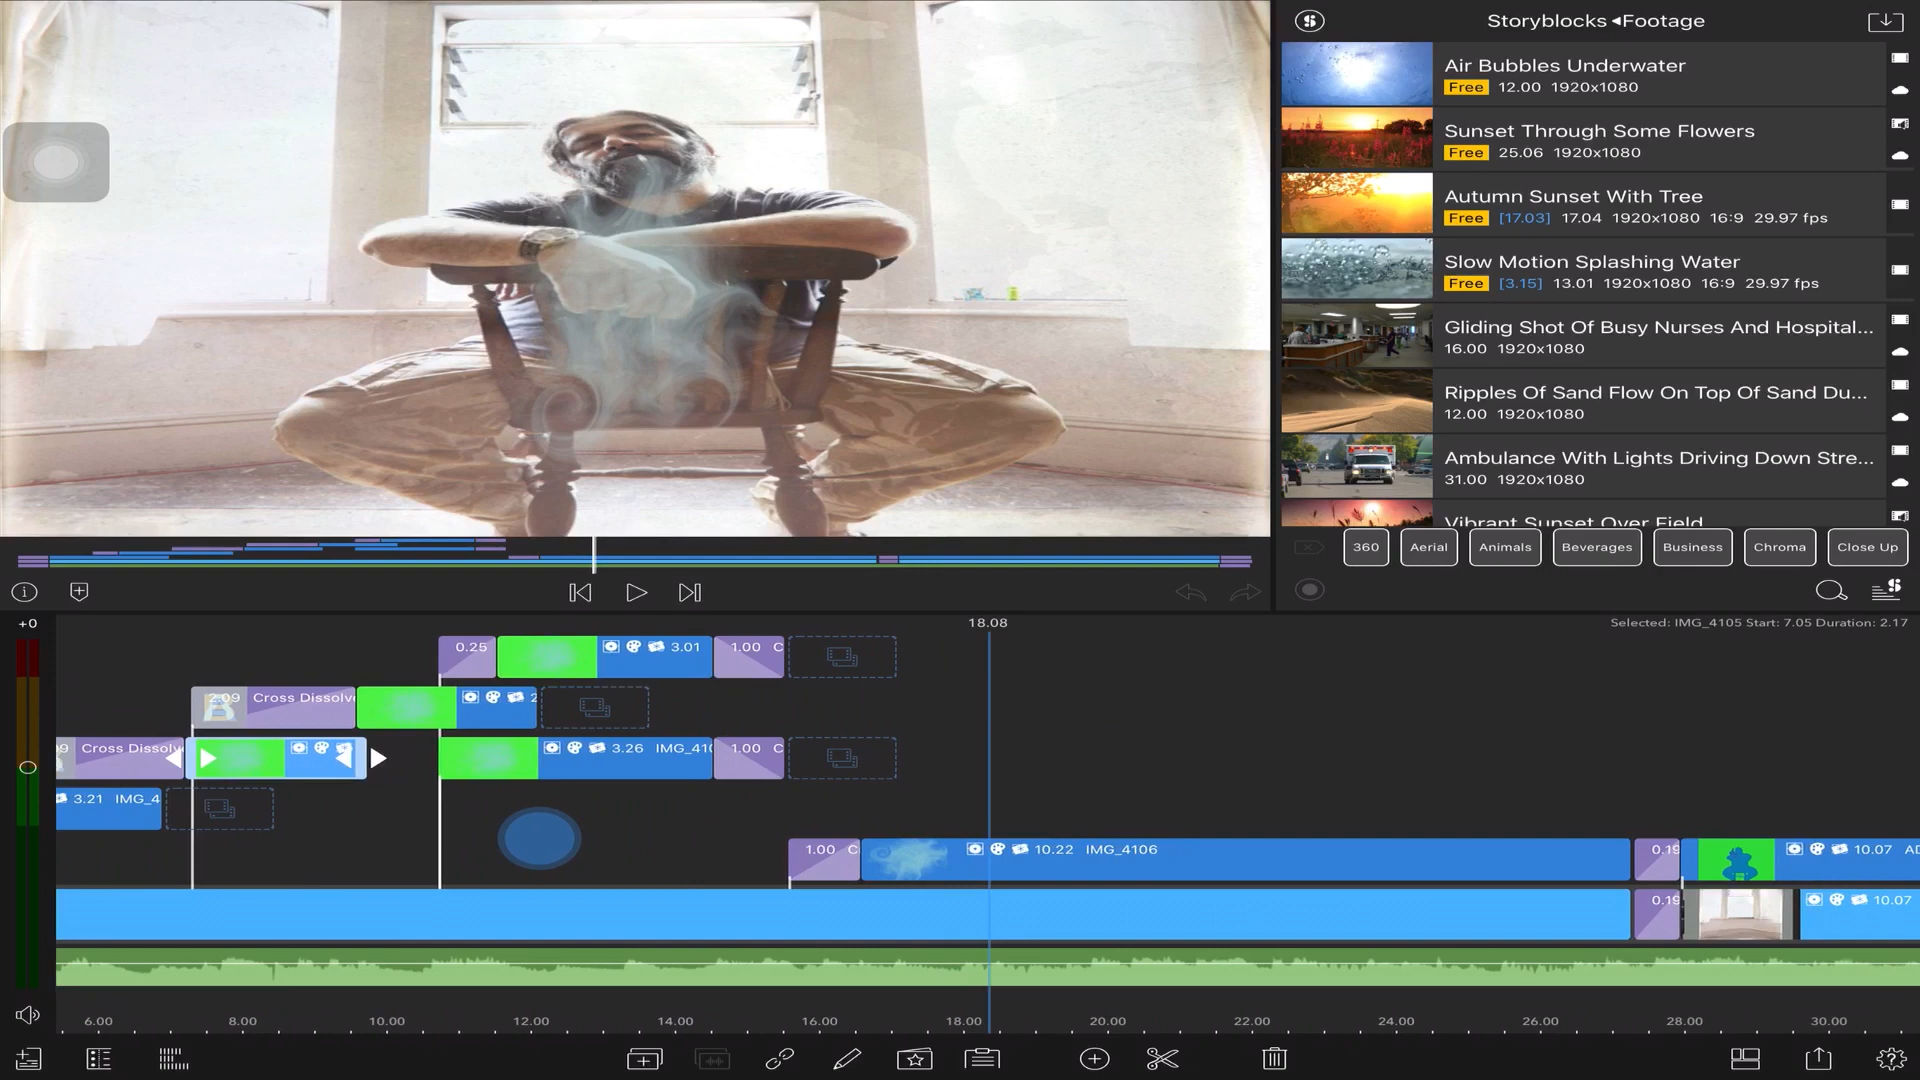 Storyblocks ◂Footage
Air Bubbles Underwater
Free 12.00 1920x1080
Sunset Through Some Flowers
Free 25.06 1920x1080
Autumn Sunset With Tree
Free [17.03] 17.04 1920x1080 16:9 29.97 fps
Slow Motion Splashing Water
Free [3.15] 13.01 1920x1080 16:9 29.97 fps
Gliding Shot Of Busy Nurses And Hospital...
16.00 1920x1080
Ripples Of Sand Flow On Top Of Sand Du...
12.00 1920x1080
Ambulance With Lights Driving Down Stre...
31.00 1920x1080
Vibrant Sunset Over Field
360 Aerial Animals Beverages Business Chroma Close Up
+0
18.08
Selected: IMG_4105 Start: 7.05 Duration: 2.17
0.25 3.01 1.00 C
2.09 Cross Dissolv 2
9 Cross Dissolv 3.26 IMG_410 1.00 C
3.21 IMG_4
1.00 C 10.22 IMG_4106 0.19 10.07 AD
0.19 10.07
6.00 8.00 10.00 12.00 14.00 16.00 18.00 20.00 22.00 24.00 26.00 28.00 30.00